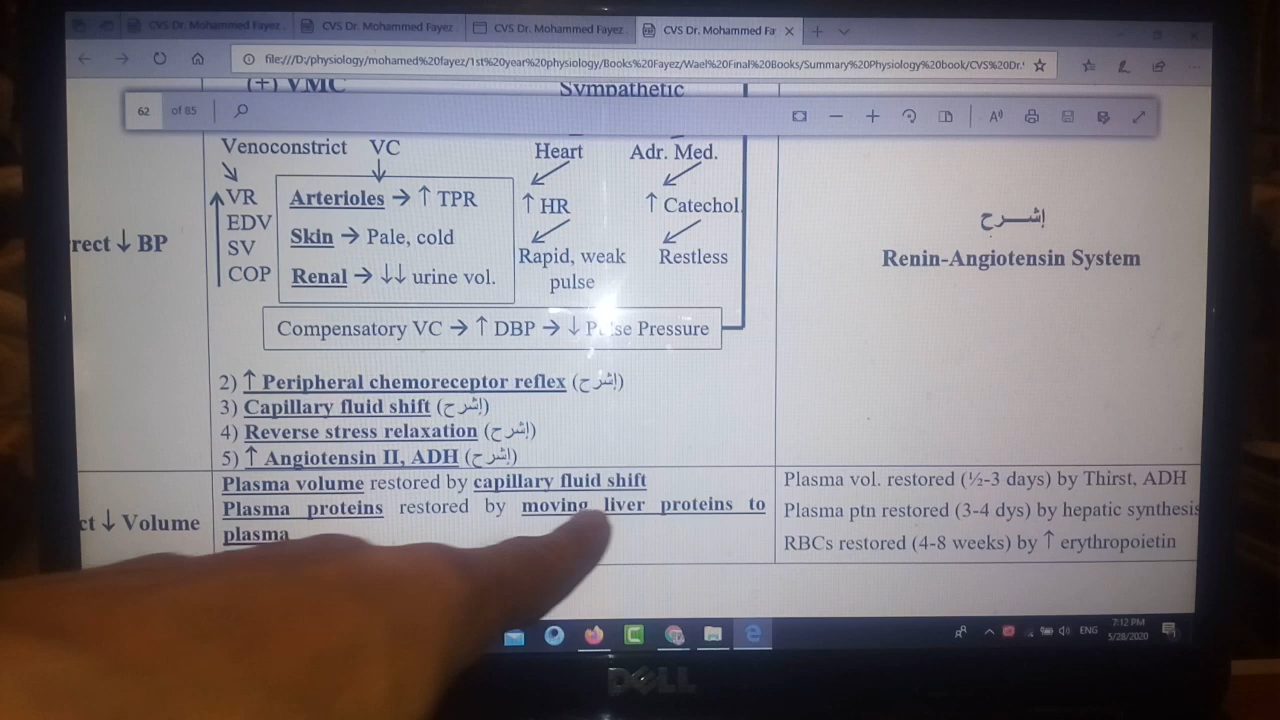 CVS Dr. Mohammed Fayez
CVS Dr. Mohammed Fayez
CVS Dr. Mohammed Fayez
CVS Dr. Mohammed Fa
file:///D:/physiology/mohamed%20fayez/1st%20year%20physiology/Books%20Fayez/Wael%20Final%20Books/Summary%20Physiology%20book/CVS%20Dr.
(+) VMC
Sympathetic
62 of 85
Venoconstrict VC
Heart
Adr. Med.
VR
EDV
SV
COP
Arterioles → ↑ TPR
Skin → Pale, cold
Renal → ↓↓ urine vol.
↑ HR
Rapid, weak
pulse
↑ Catechol.
Restless
Compensatory VC → ↑ DBP → ↓ Pulse Pressure
rect ↓ BP
إشـــرح
Renin-Angiotensin System
2) ↑ Peripheral chemoreceptor reflex (إشرح)
3) Capillary fluid shift (إشرح)
4) Reverse stress relaxation (إشرح)
5) ↑ Angiotensin II, ADH (إشرح)
ct ↓ Volume
Plasma volume restored by capillary fluid shift
Plasma proteins restored by moving liver proteins to
plasma
Plasma vol. restored (½-3 days) by Thirst, ADH
Plasma ptn restored (3-4 dys) by hepatic synthesis
RBCs restored (4-8 weeks) by ↑ erythropoietin
ENG
7:12 PM
5/28/2020
DELL